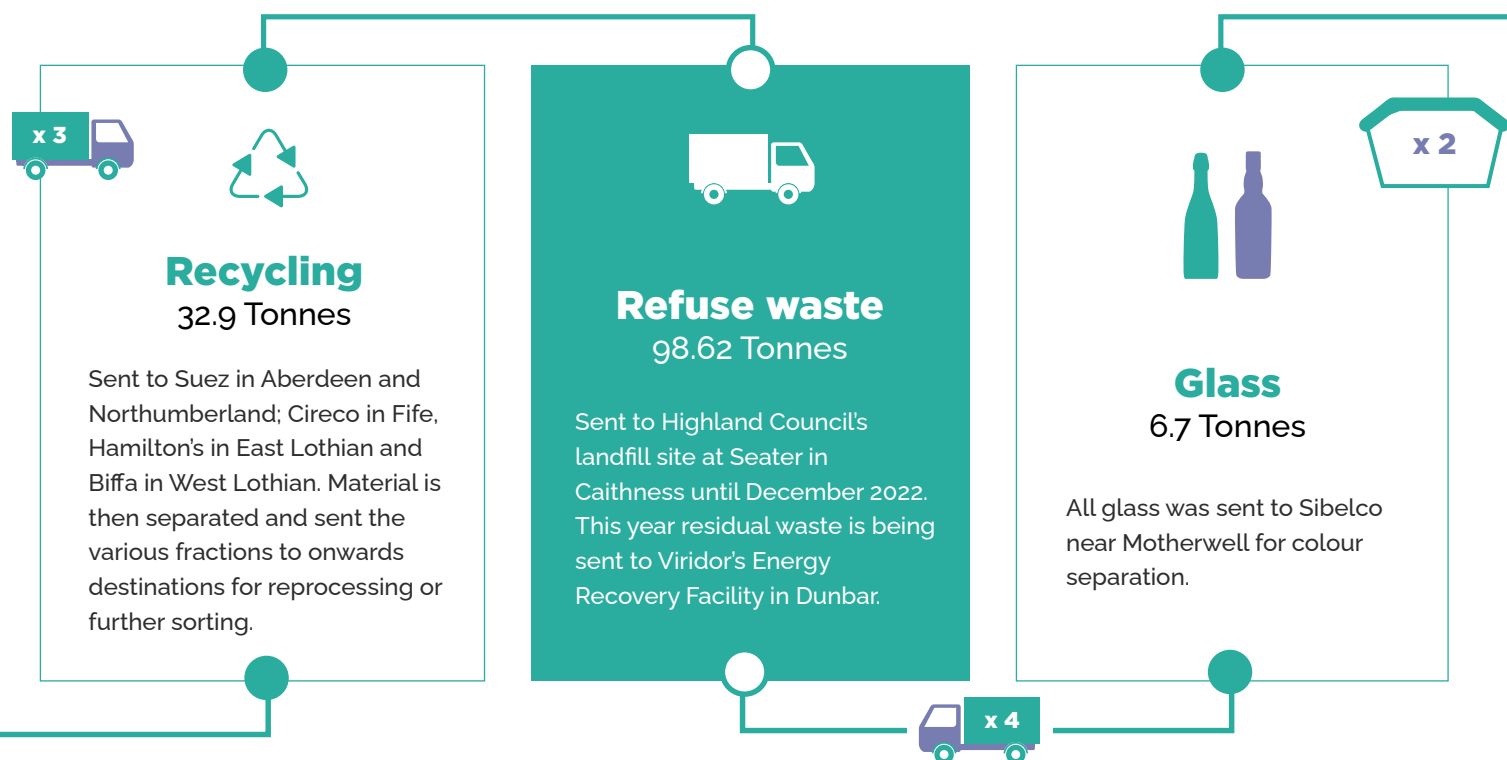 x 3
Recycling
32.9 Tonnes
Sent to Suez in Aberdeen and
Northumberland; Cireco in Fife,
Hamilton's in East Lothian and
Biffa in West Lothian. Material is
then separated and sent the
various fractions to onwards
destinations for reprocessing or
further sorting.
Refuse waste
98.62 Tonnes
Sent to Highland Council's
landfill site at Seater in
Caithness until December 2022.
This year residual waste is being
sent to Viridor's Energy
Recovery Facility in Dunbar.
x 4
x 2
Glass
6.7 Tonnes
All glass was sent to Sibelco
near Motherwell for colour
separation.